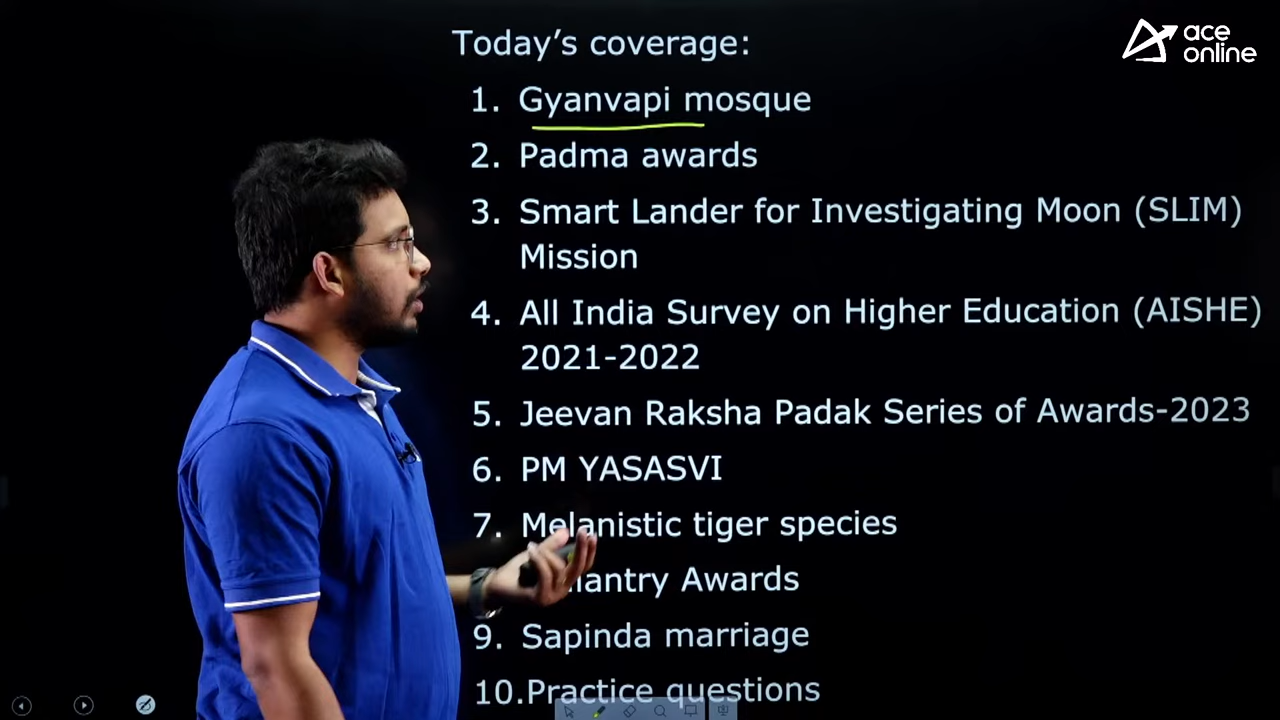 Today's coverage:
ace
online
1. Gyanvapi mosque
2. Padma awards
3. Smart Lander for Investigating Moon (SLIM)
Mission
4. All India Survey on Higher Education (AISHE)
2021-2022
5. Jeevan Raksha Padak Series of Awards-2023
6. PM YASASVI
7. Melanistic tiger species
Awards
9. Sapinda marriage
10.Practice questions